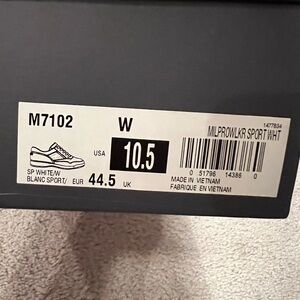 1477834
M7102 W MILPROWLKR SPORT WHT
USA 10.5
0 51796 14386 0
SP WHITE/W
BLANC SPORT/ EUR 44.5 UK
MADE IN VIETNAM
FABRIQUE EN VIETNAM